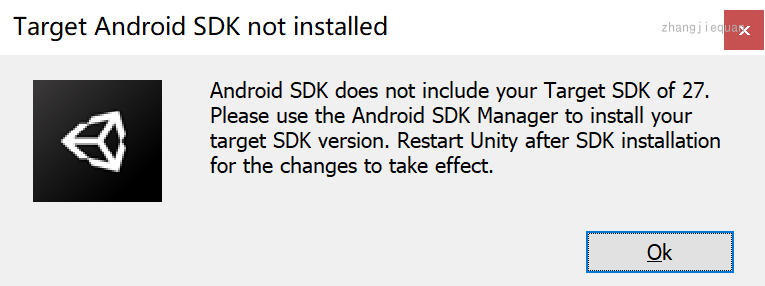 Target Android SDK not installed
zhangjiequan
Android SDK does not include your Target SDK of 27.
Please use the Android SDK Manager to install your
target SDK version. Restart Unity after SDK installation
for the changes to take effect.
Ok